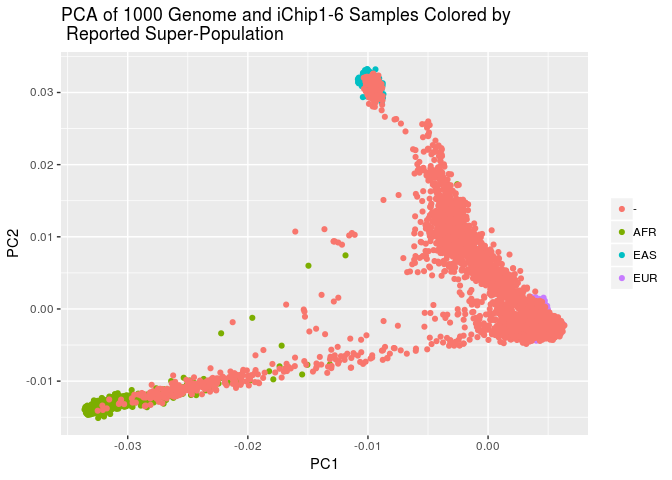 PCA of 1000 Genome and iChip1-6 Samples Colored by
Reported Super-Population
0.03
0.02
0.01
0.00
-0.01
PC2
-0.03
-0.02
-0.01
0.00
PC1
-
AFR
EAS
EUR